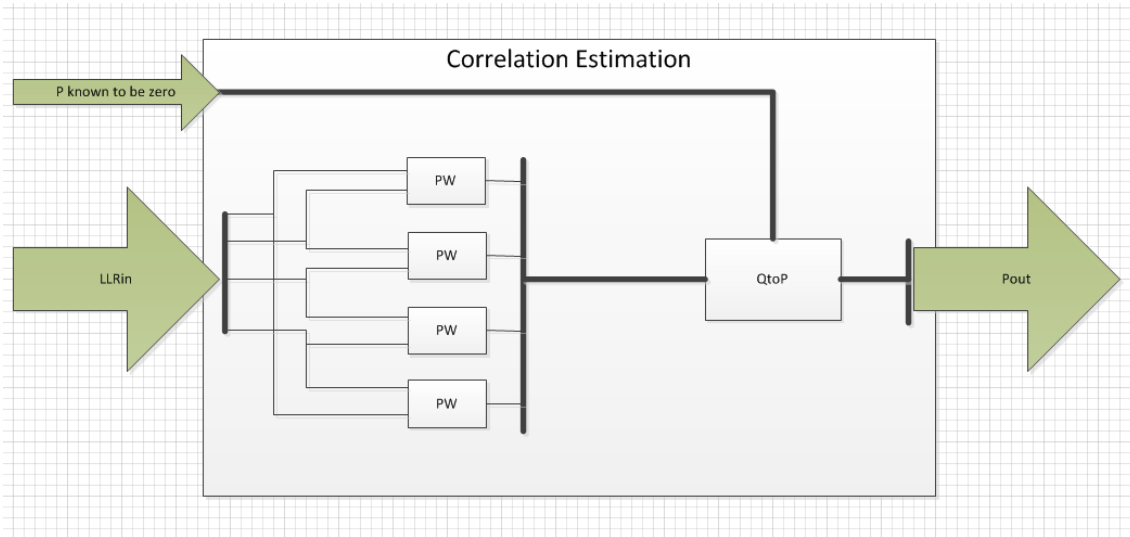 Correlation Estimation
P known to be zero
PW
PW
LLRin
QtoP
Pout
PW
PW